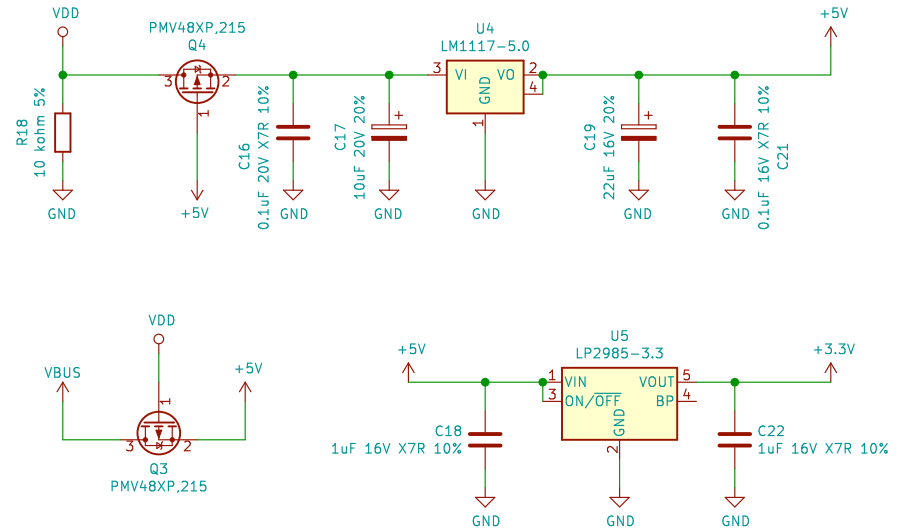 VDD
PMV48XP,215
Q4
3
2
1
+5V
R18
10 kohm 5%
GND
C16
0.1uF 20V X7R 10%
GND
C17
10uF 20V 20%
+
GND
U4
LM1117-5.0
3
VI
VO
2
4
GND
1
GND
C19
22uF 16V 20%
+
GND
C21
0.1uF 16V X7R 10%
GND
+5V
VDD
VBUS
+5V
1
3
2
Q3
PMV48XP,215
+5V
U5
LP2985-3.3
1
VIN
VOUT
5
3
ON/OFF
BP
4
GND
2
GND
C18
1uF 16V X7R 10%
GND
C22
1uF 16V X7R 10%
GND
+3.3V